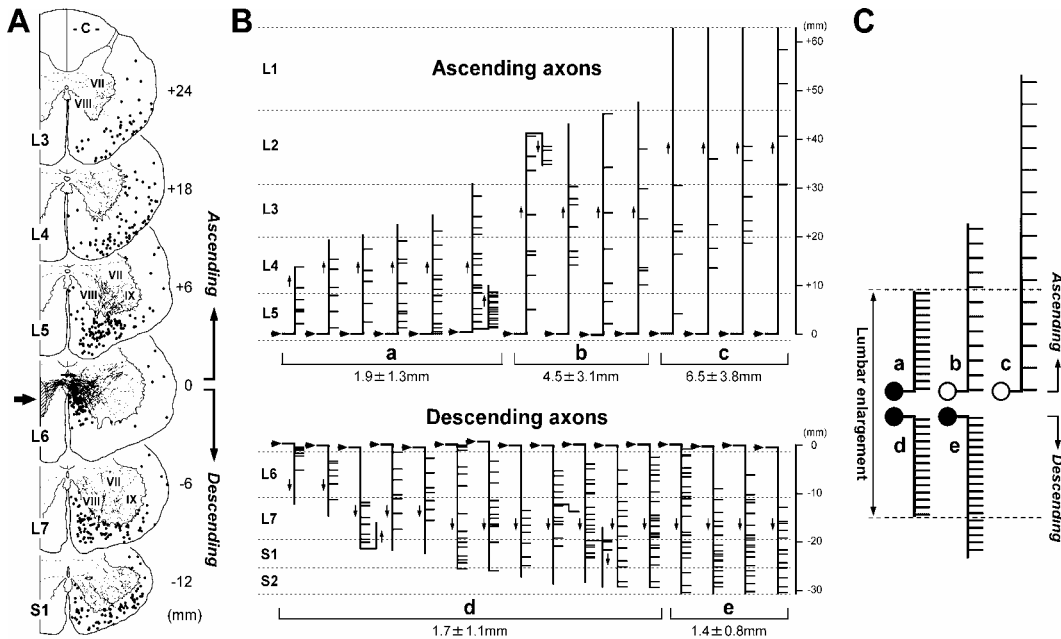 A
- C -
VII
VIII
L3
+24
L4
+18
VII
VIII
IX
L5
+6
Ascending
L6
0
Descending
VII
VIII
IX
L7
-6
S1
-12
(mm)
B
Ascending axons
(mm)
L1
L2
L3
L4
L5
+60
+50
+40
+30
+20
+10
0
a
b
c
1.9±1.3mm
4.5±3.1mm
6.5±3.8mm
Descending axons
(mm)
L6
L7
S1
S2
0
-10
-20
-30
d
e
1.7±1.1mm
1.4±0.8mm
C
Lumbar enlargement
a
b
c
d
e
Ascending
Descending